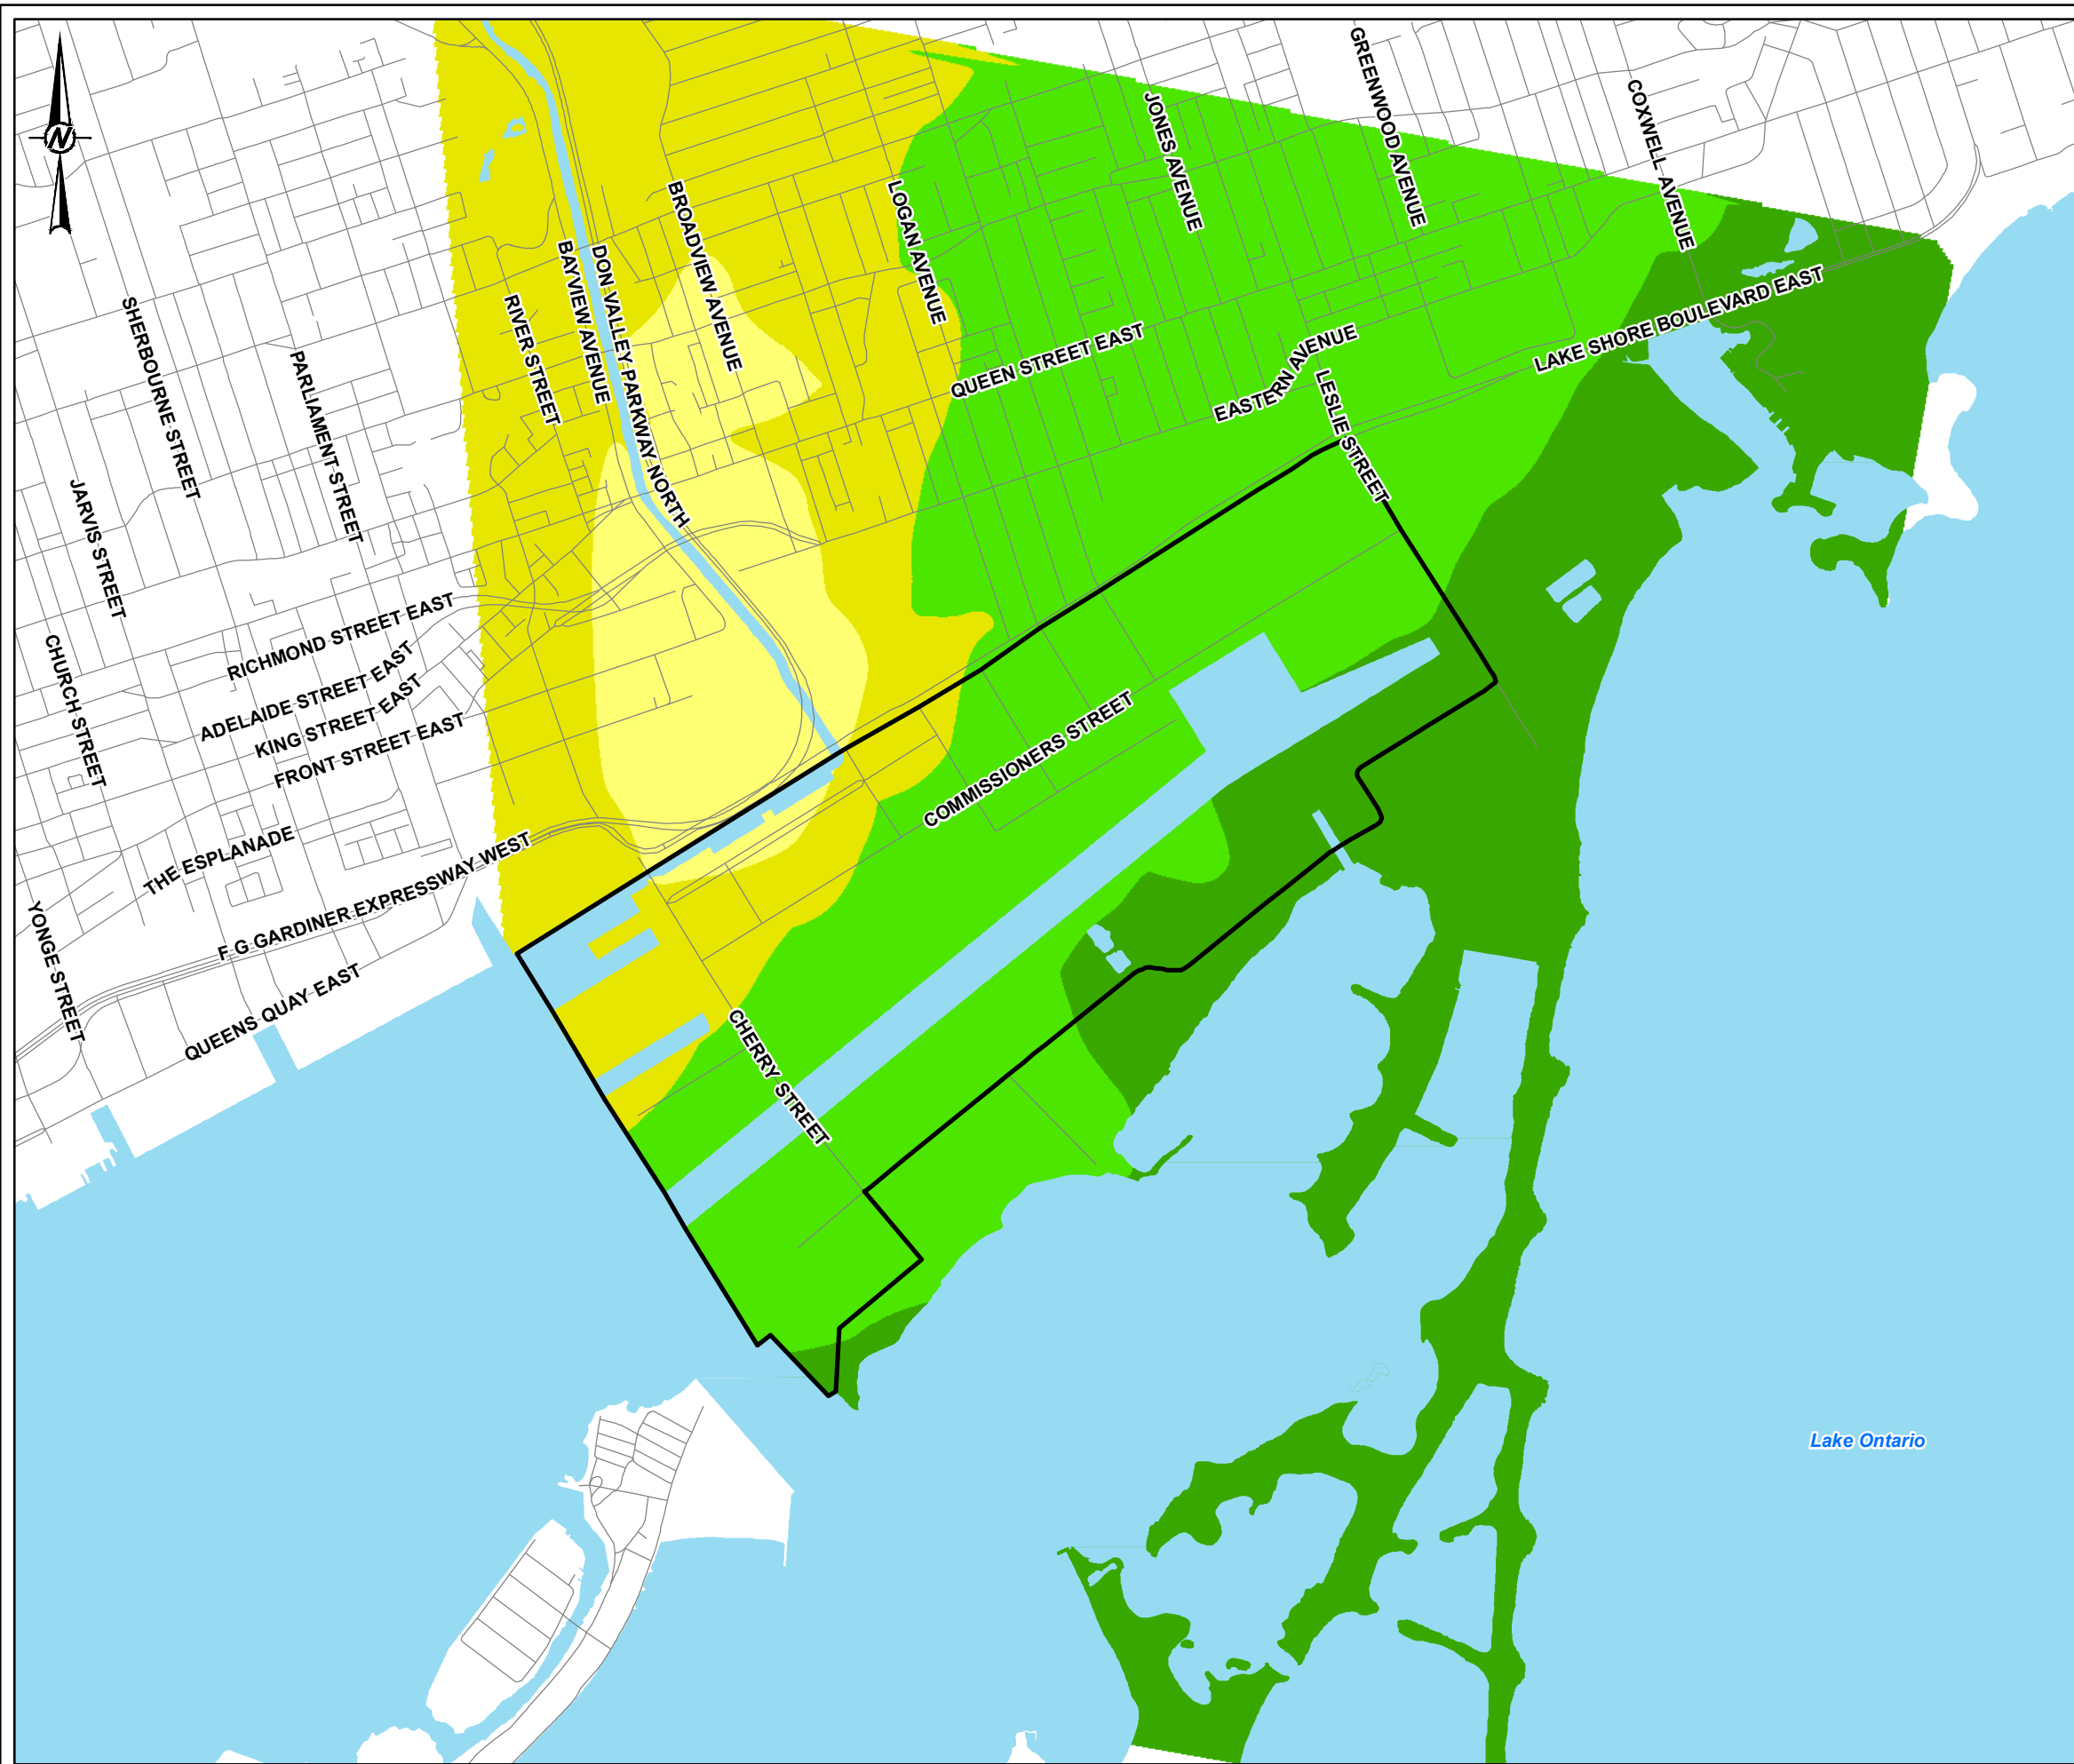 N
GREENWOOD AVENUE
COXWELL AVENUE
JONES AVENUE
LOGAN AVENUE
BROADVIEW AVENUE
DON VALLEY PARKWAY NORTH
BAYVIEW AVENUE
RIVER STREET
SHERBOURNE STREET
PARLIAMENT STREET
JARVIS STREET
CHURCH STREET
YONGE STREET
QUEEN STREET EAST
EASTERN AVENUE
LESLIE STREET
LAKE SHORE BOULEVARD EAST
RICHMOND STREET EAST
ADELAIDE STREET EAST
KING STREET EAST
FRONT STREET EAST
THE ESPLANADE
F G GARDINER EXPRESSWAY WEST
QUEENS QUAY EAST
COMMISSIONERS STREET
CHERRY STREET
Lake Ontario